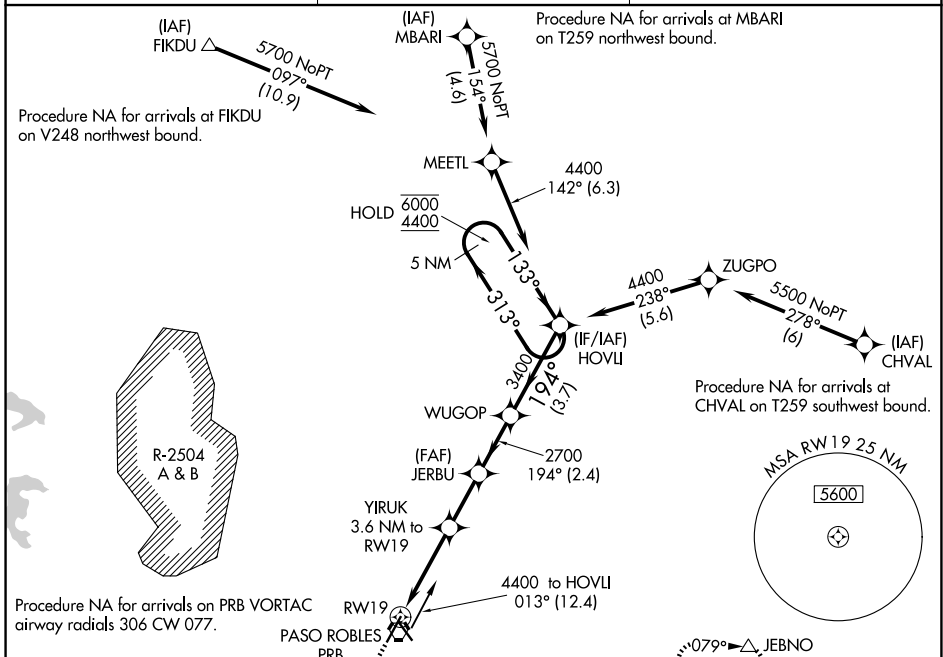 (IAF)
FIKDU
5700 NoPT
097°
(10.9)
Procedure NA for arrivals at FIKDU
on V248 northwest bound.
(IAF)
MBARI
5700 NoPT
154°
(4.6)
Procedure NA for arrivals at MBARI
on T259 northwest bound.
MEETL
4400
142° (6.3)
HOLD 6000
4400
5 NM
133°
313°
ZUGPO
4400
238°
(5.6)
5500 NoPT
278°
(6)
(IAF)
CHVAL
(IF/IAF)
HOVLI
3400
194°
(3.7)
Procedure NA for arrivals at
CHVAL on T259 southwest bound.
WUGOP
2700
194° (2.4)
(FAF)
JERBU
R-2504
A & B
YIRUK
3.6 NM to
RW19
MSA RW19 25 NM
5600
Procedure NA for arrivals on PRB VORTAC
airway radials 306 CW 077.
4400 to HOVLI
013° (12.4)
RW19
PASO ROBLES
PRB
079°
JEBNO